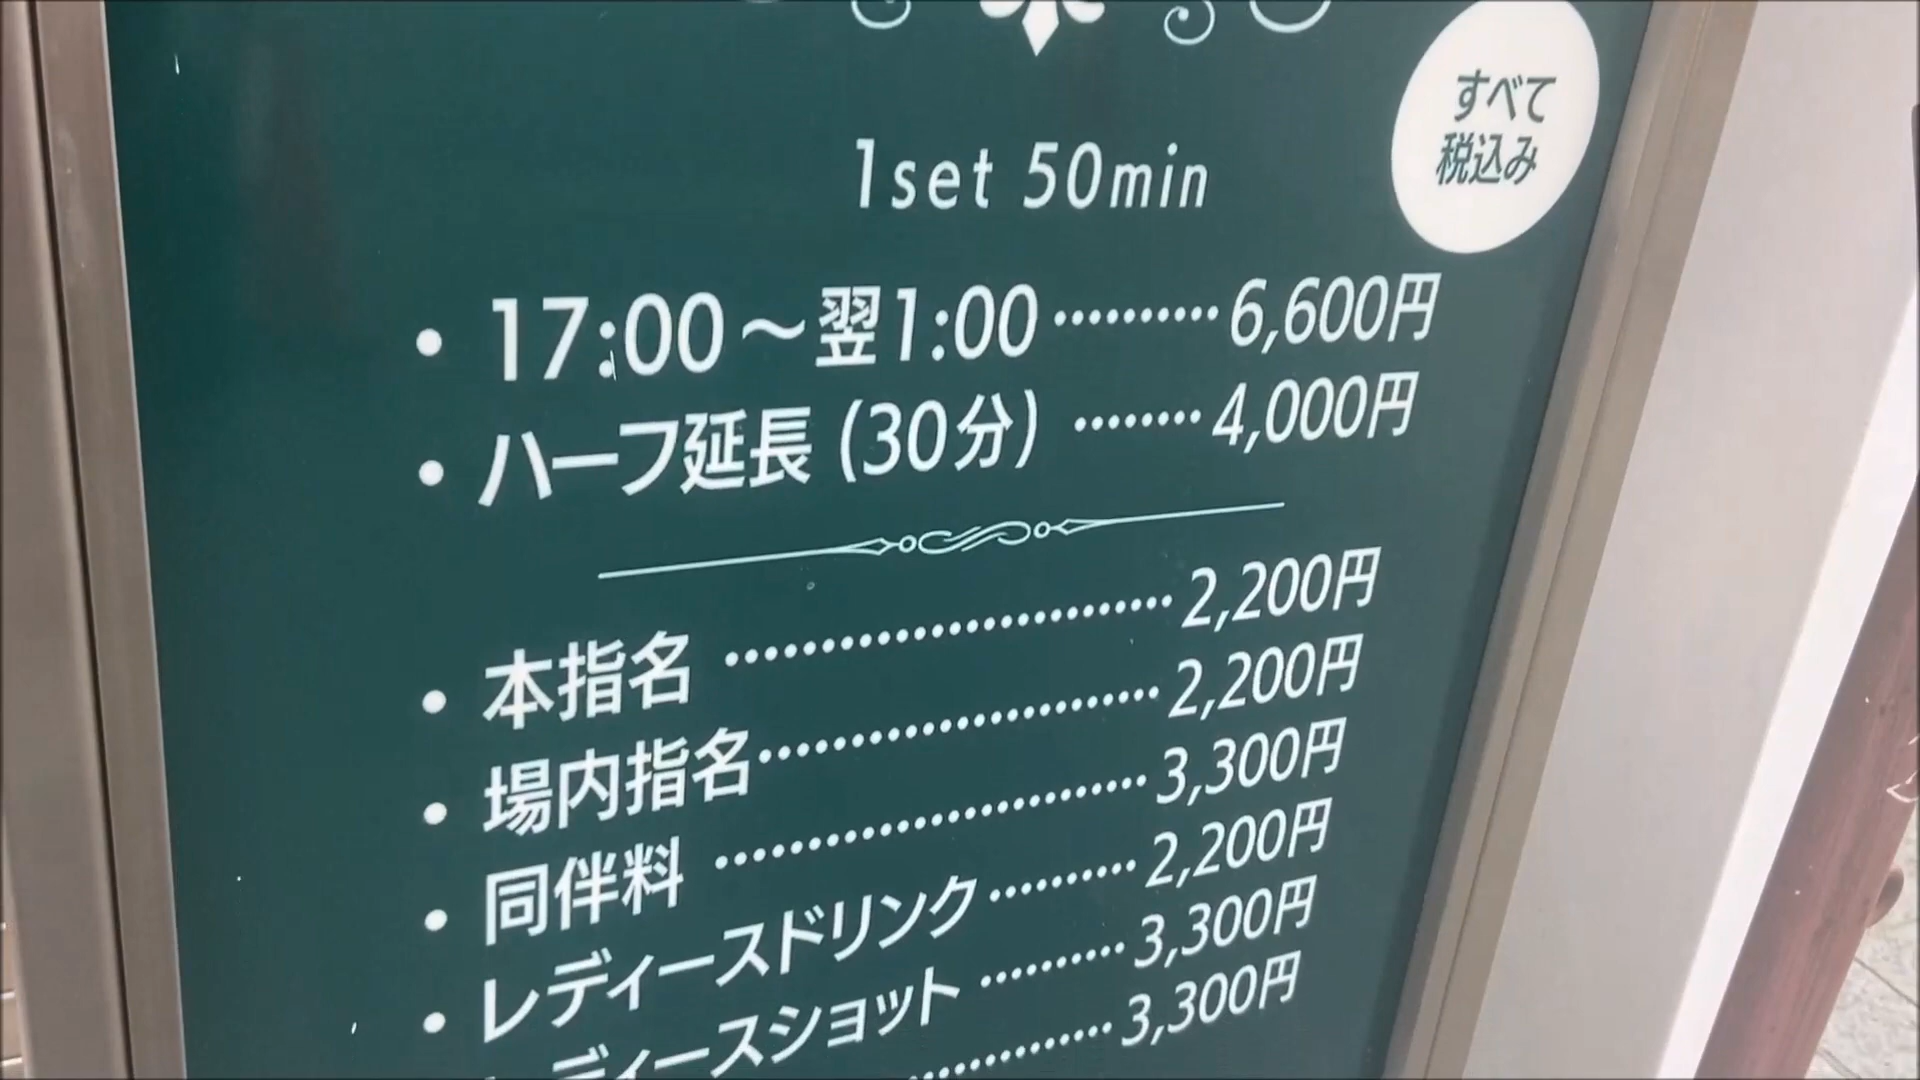 すべて
税込み
1set 50min
• 17:00〜翌1:00 ·········· 6,600円
• ハーフ延長 (30分) ········ 4,000円
• 本指名 ···························· 2,200円
• 場内指名 ························· 2,200円
• 同伴料 ··························· 3,300円
• レディースドリンク ·········· 2,200円
ディースショット ·········· 3,300円
············· 3,300円